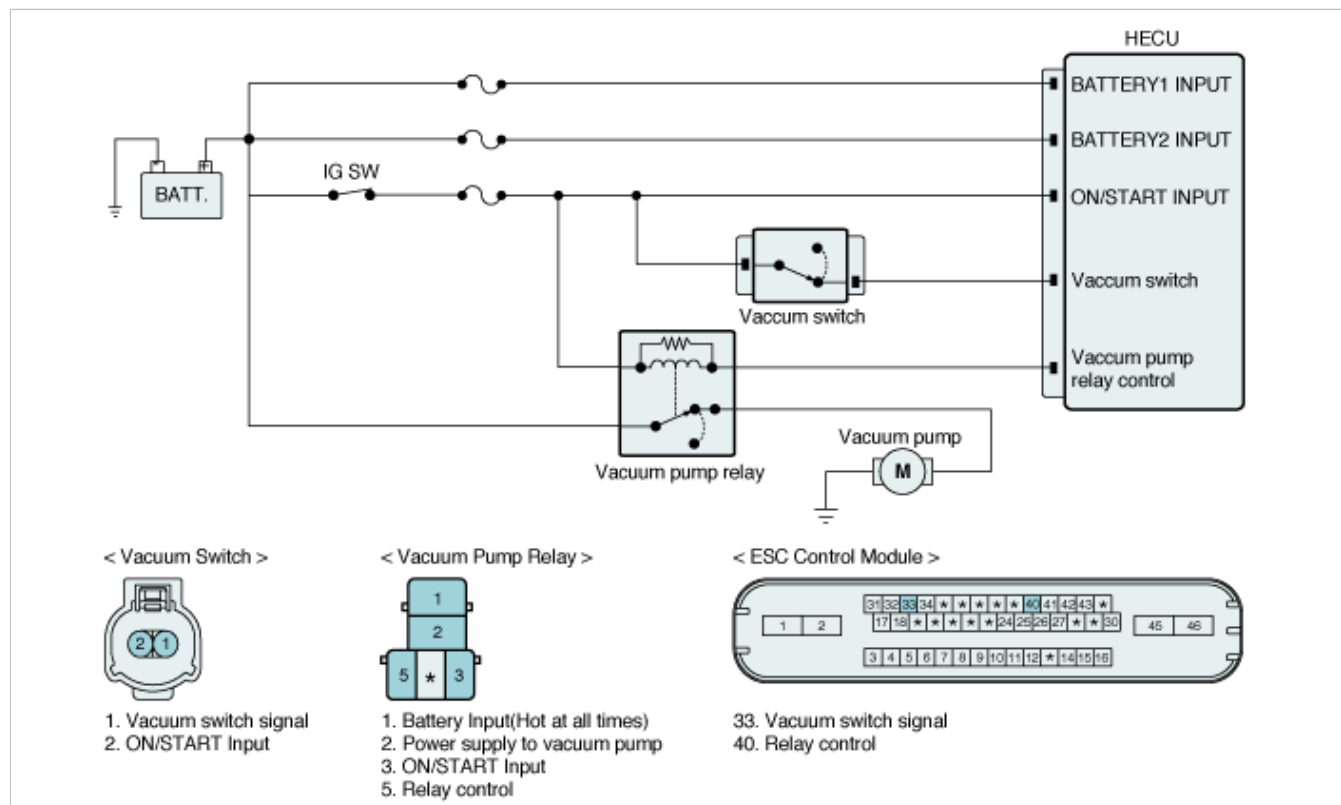 HECU
BATTERY1 INPUT
BATTERY2 INPUT
IG SW
BATT.
ON/START INPUT
Vaccum switch
Vaccum switch
Vaccum pump
relay control
Vacuum pump
M
Vacuum pump relay
< Vacuum Switch >
< Vacuum Pump Relay >
< ESC Control Module >
2 1
1
2
5 * 3
31 32 33 34 * * * * * 40 41 42 43 *
1 2
17 18 * * * * * 24 25 26 27 * * 30
45 46
3 4 5 6 7 8 9 10 11 12 * 14 15 16
1. Vacuum switch signal
2. ON/START Input
1. Battery Input(Hot at all times)
2. Power supply to vacuum pump
3. ON/START Input
5. Relay control
33. Vacuum switch signal
40. Relay control